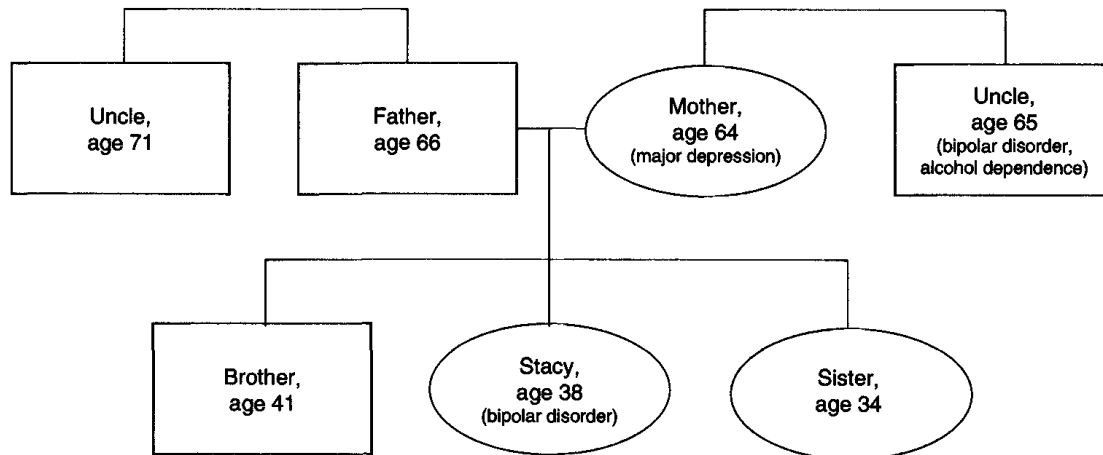 Uncle,
age 71
Father,
age 66
Mother,
age 64
(major depression)
Uncle,
age 65
(bipolar disorder,
alcohol dependence)
Brother,
age 41
Stacy,
age 38
(bipolar disorder)
Sister,
age 34